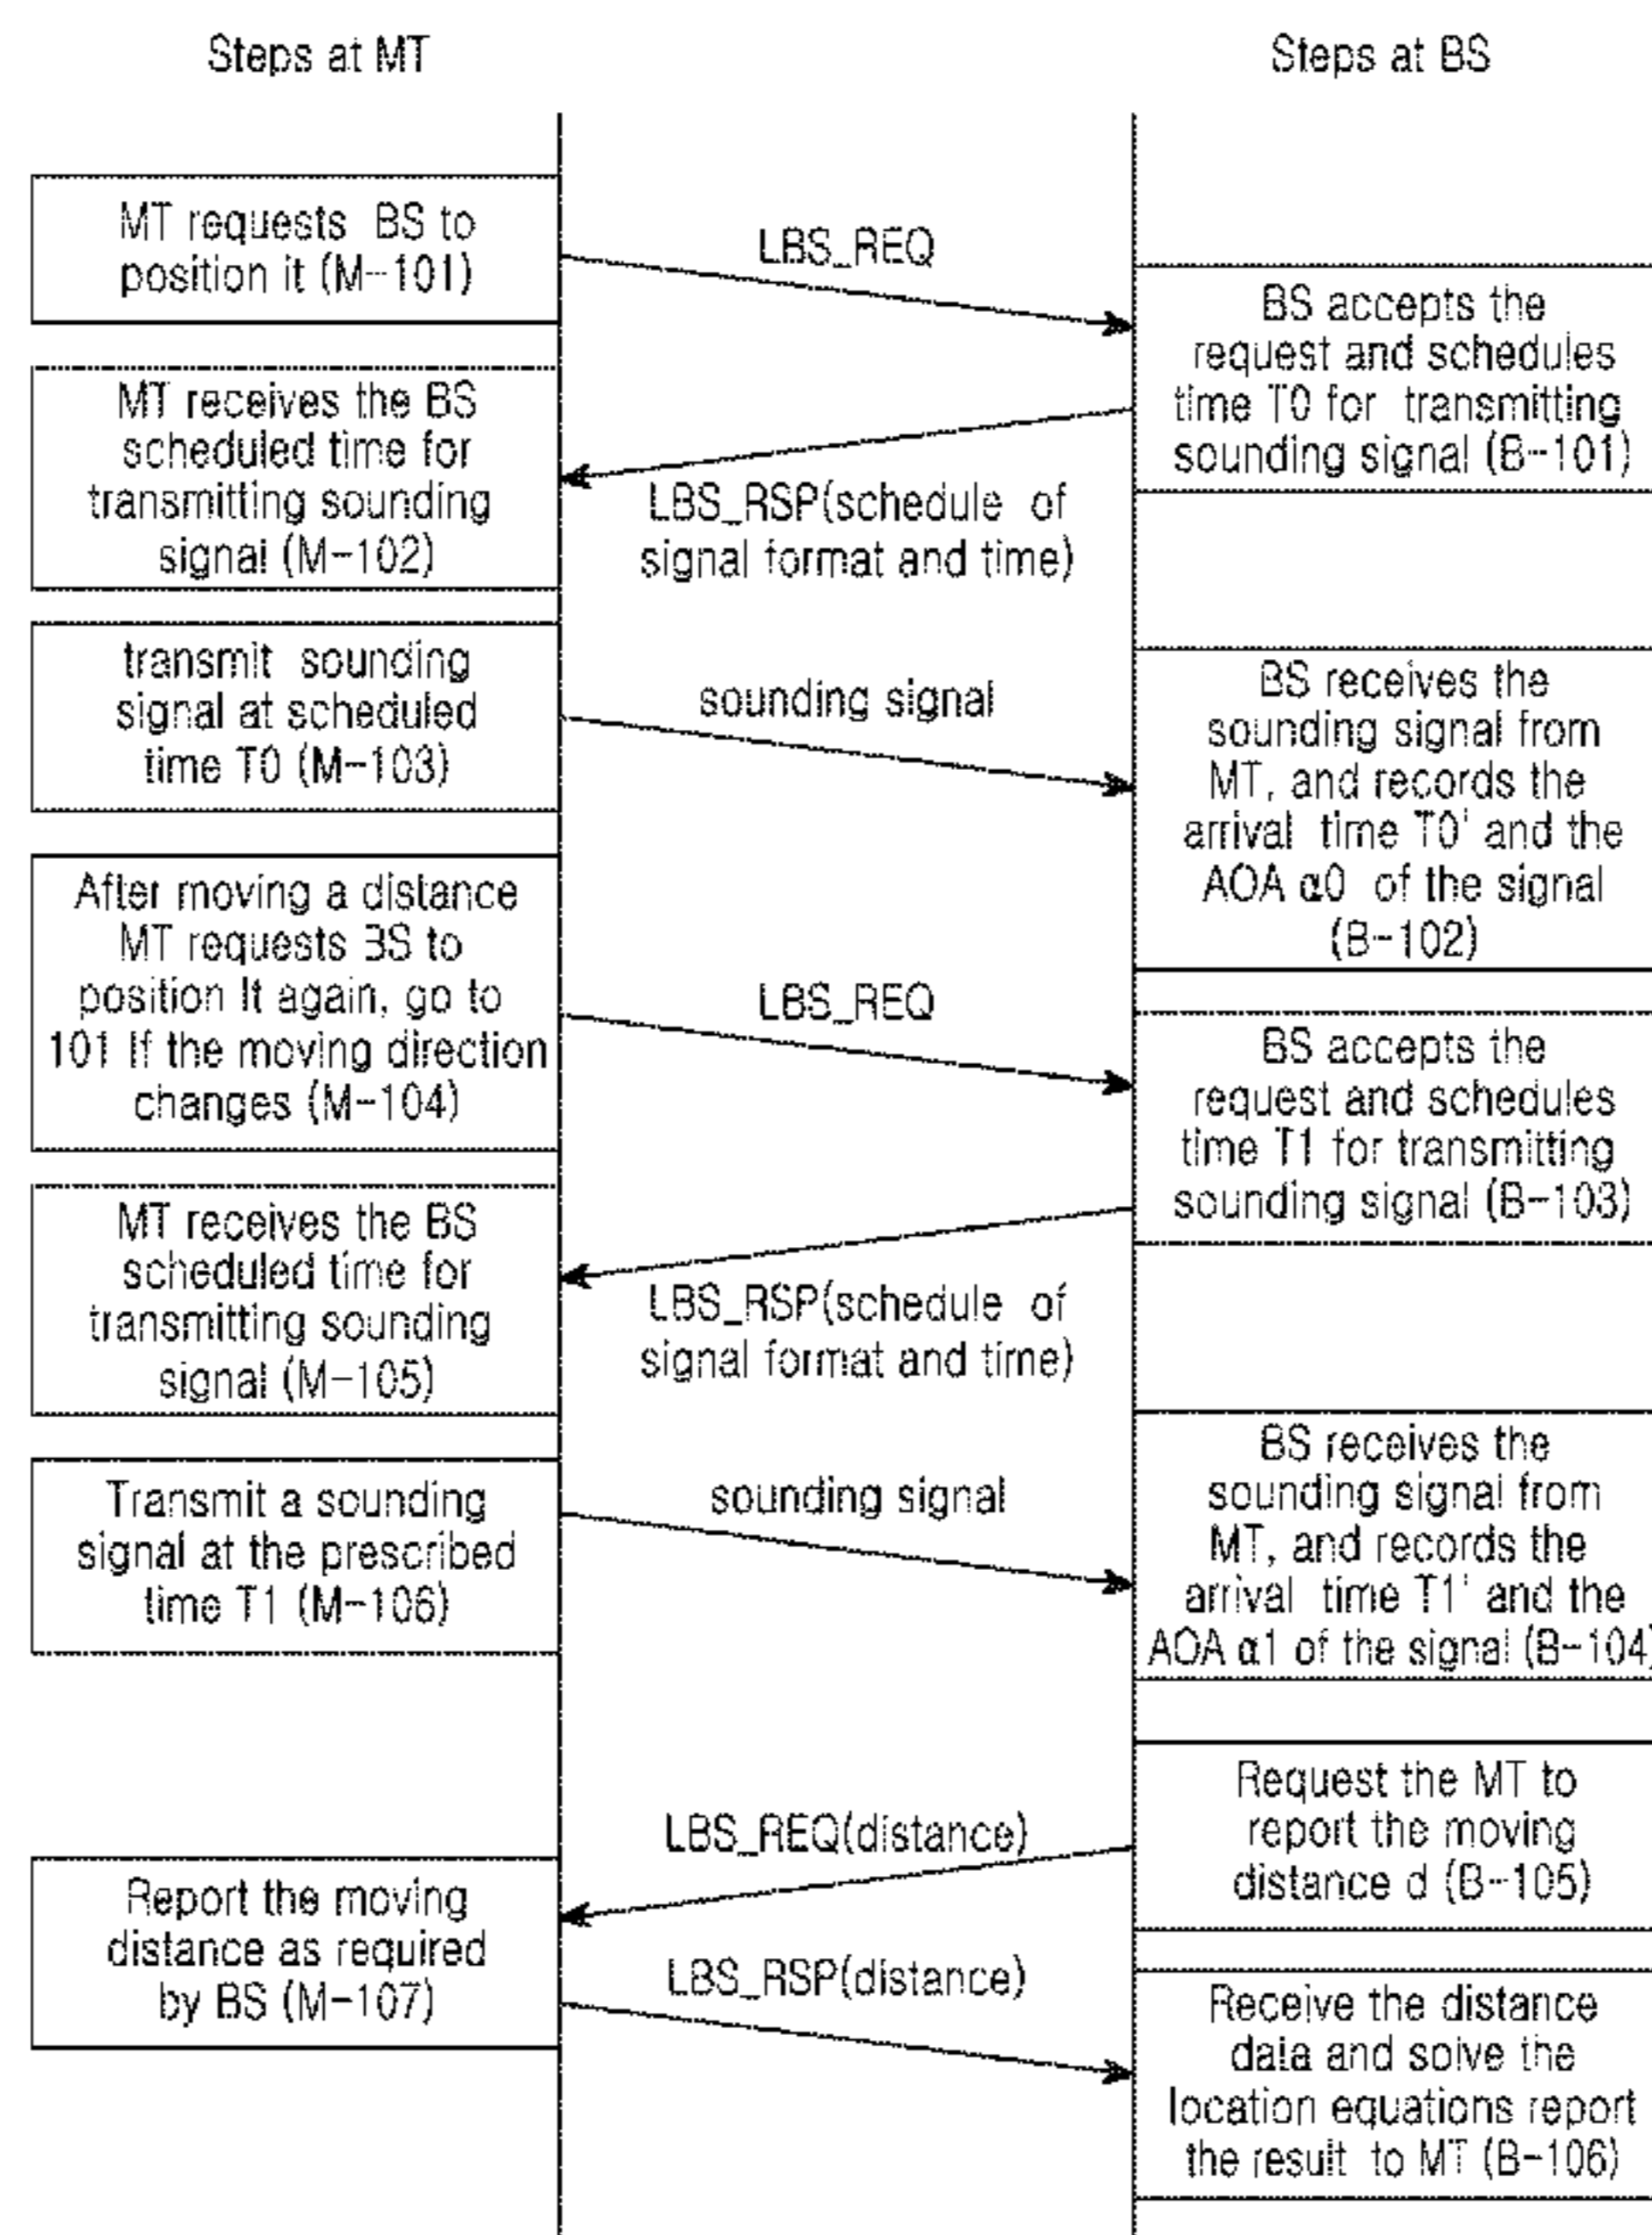 Steps at MT
Steps at BS
MT requests BS to
position it (M-101)
LBS_REQ
BS accepts the
request and schedules
time T0 for transmitting
sounding signal (B-101)
MT receives the BS
scheduled time for
transmitting sounding
signal (M-102)
LBS_RSP(schedule of
signal format and time)
transmit sounding
signal at scheduled
time T0 (M-103)
sounding signal
BS receives the
sounding signal from
MT, and records the
arrival time T0' and the
AOA α0 of the signal
(B-102)
After moving a distance
MT requests BS to
position It again, go to
101 If the moving direction
changes (M-104)
LBS_REQ
BS accepts the
request and schedules
time T1 for transmitting
sounding signal (B-103)
MT receives the BS
scheduled time for
transmitting sounding
signal (M-105)
LBS_RSP(schedule of
signal format and time)
Transmit a sounding
signal at the prescribed
time T1 (M-106)
sounding signal
BS receives the
sounding signal from
MT, and records the
arrival time T1' and the
AOA α1 of the signal (B-104)
Request the MT to
report the moving
distance d (B-105)
LBS_REQ(distance)
Report the moving
distance as required
by BS (M-107)
LBS_RSP(distance)
Receive the distance
data and solve the
location equations report
the result to MT (B-106)